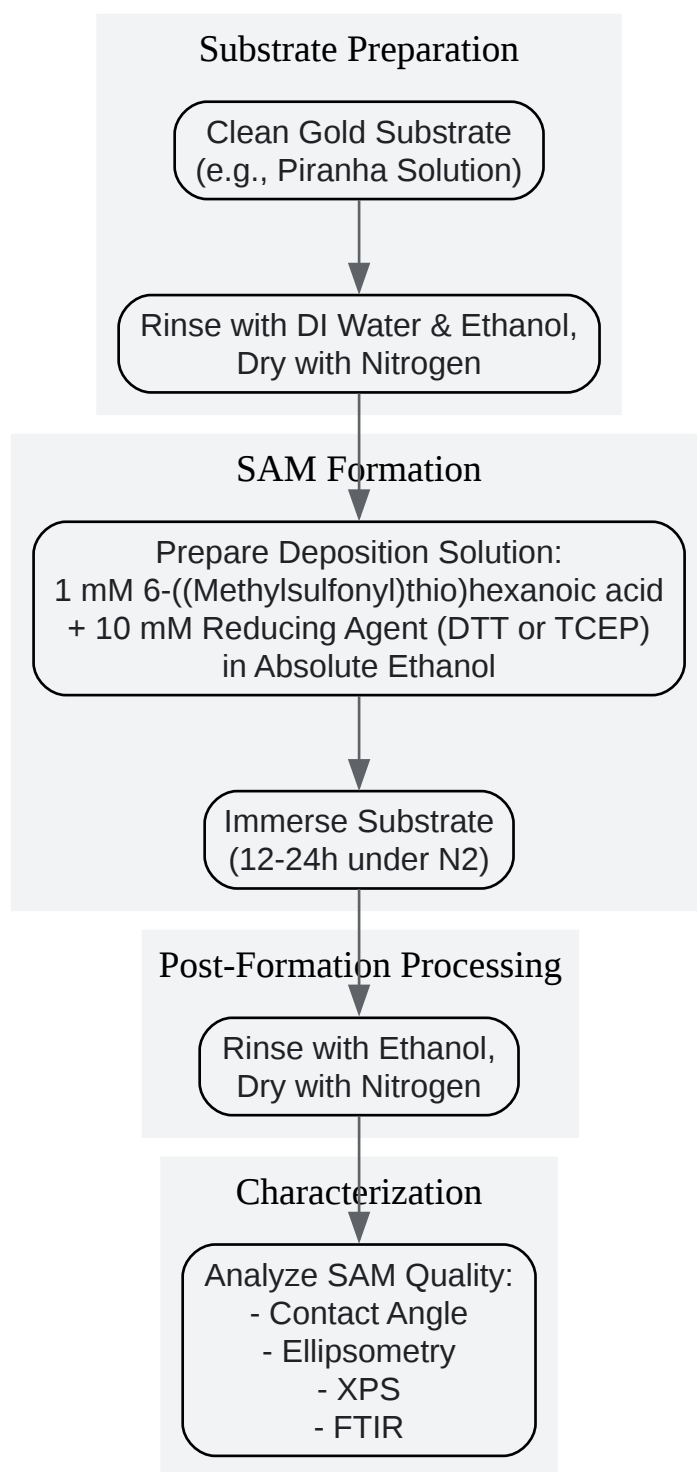 Substrate Preparation
Clean Gold Substrate
(e.g., Piranha Solution)
Rinse with DI Water & Ethanol,
Dry with Nitrogen
SAM Formation
Prepare Deposition Solution:
1 mM 6-((Methylsulfonyl)thio)hexanoic acid
+ 10 mM Reducing Agent (DTT or TCEP)
in Absolute Ethanol
Immerse Substrate
(12-24h under N2)
Post-Formation Processing
Rinse with Ethanol,
Dry with Nitrogen
Characterization
Analyze SAM Quality:
- Contact Angle
- Ellipsometry
- XPS
- FTIR